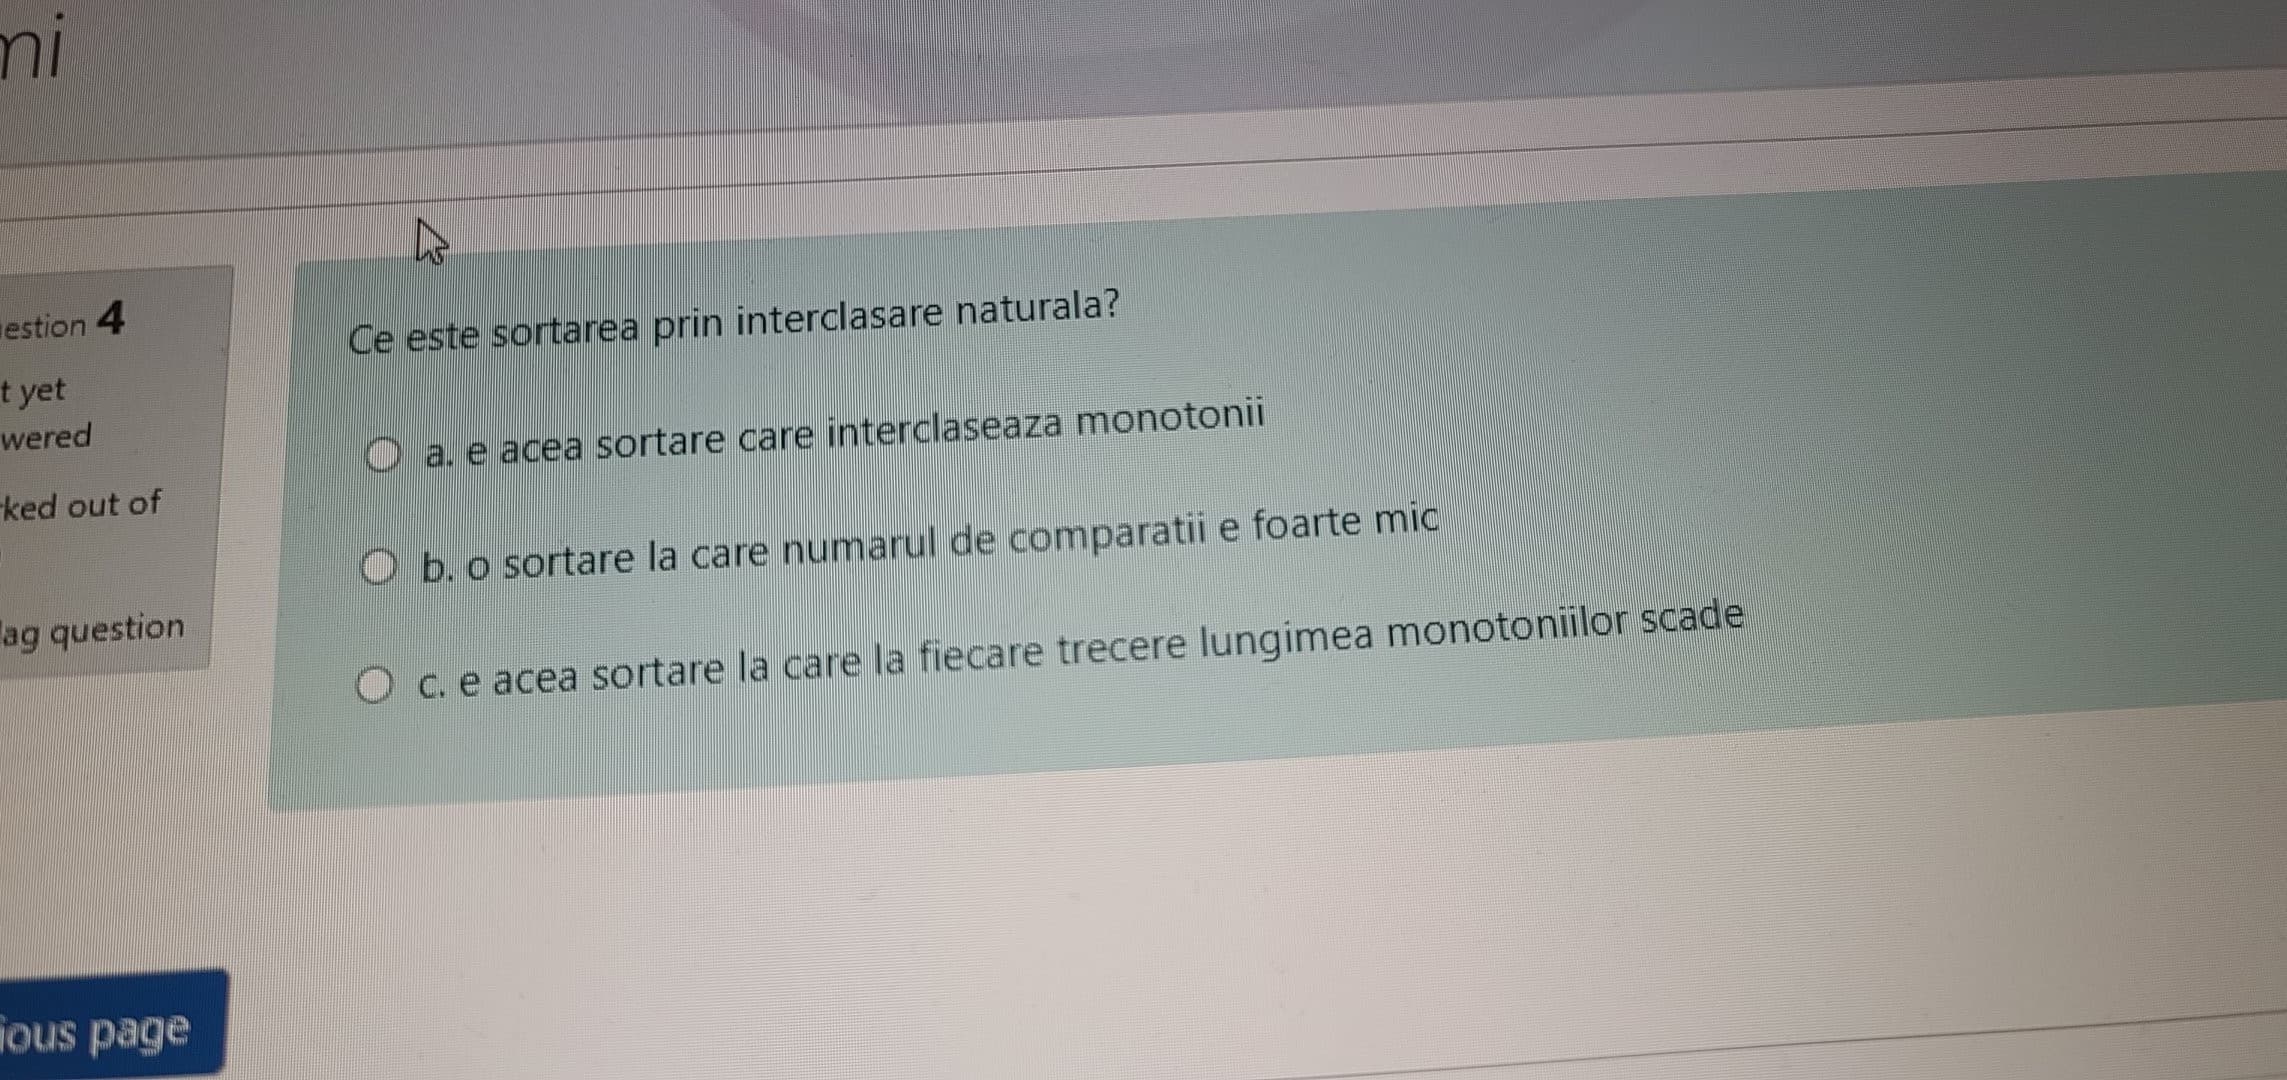 mi
estion 4
t yet
wered
ked out of
ag question
Ce este sortarea prin interclasare naturala?
a. e acea sortare care interclaseaza monotonii
b. o sortare la care numarul de comparatii e foarte mic
c. e acea sortare la care la fiecare trecere lungimea monotoniilor scade
ious page